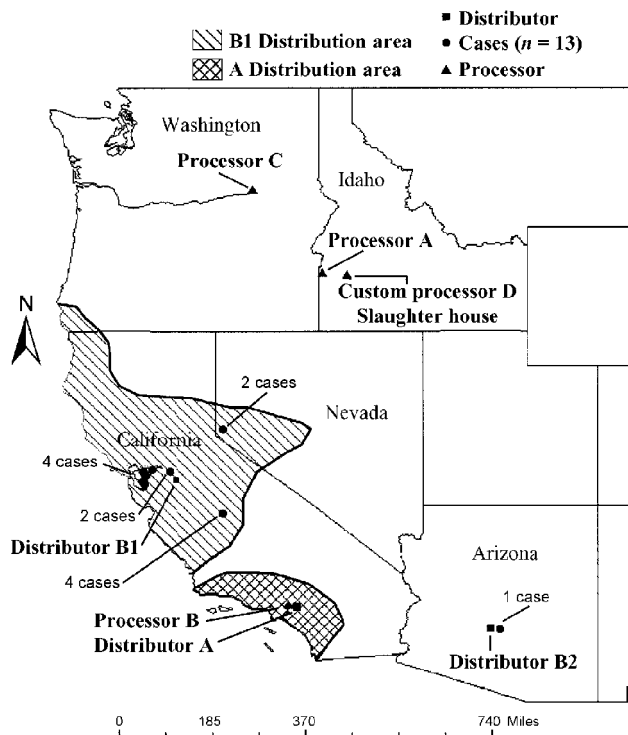 B1 Distribution area
A Distribution area
Distributor
Cases (n = 13)
Processor
Washington
Processor C
Idaho
Processor A
Custom processor D
Slaughter house
N
2 cases
Nevada
California
4 cases
2 cases
Distributor B1
4 cases
Arizona
1 case
Processor B
Distributor A
Distributor B2
0 185 370 740 Miles